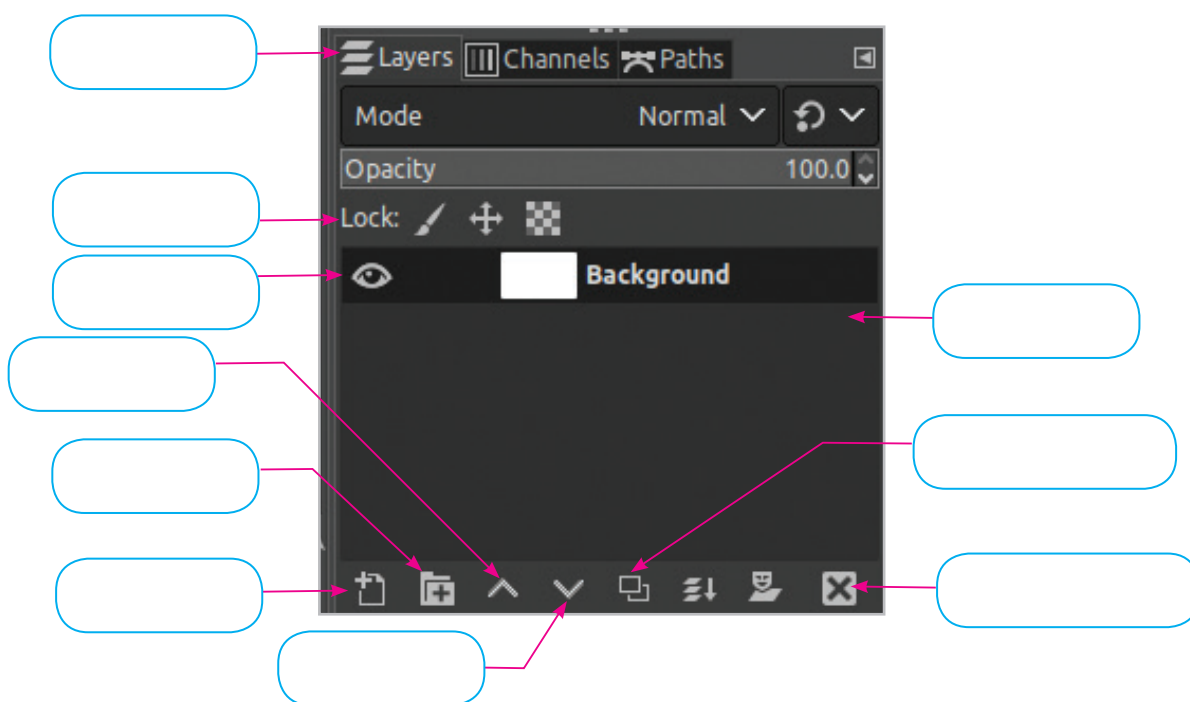 Layers Channels Paths
Mode Normal
Opacity 100.0
Lock:
Background